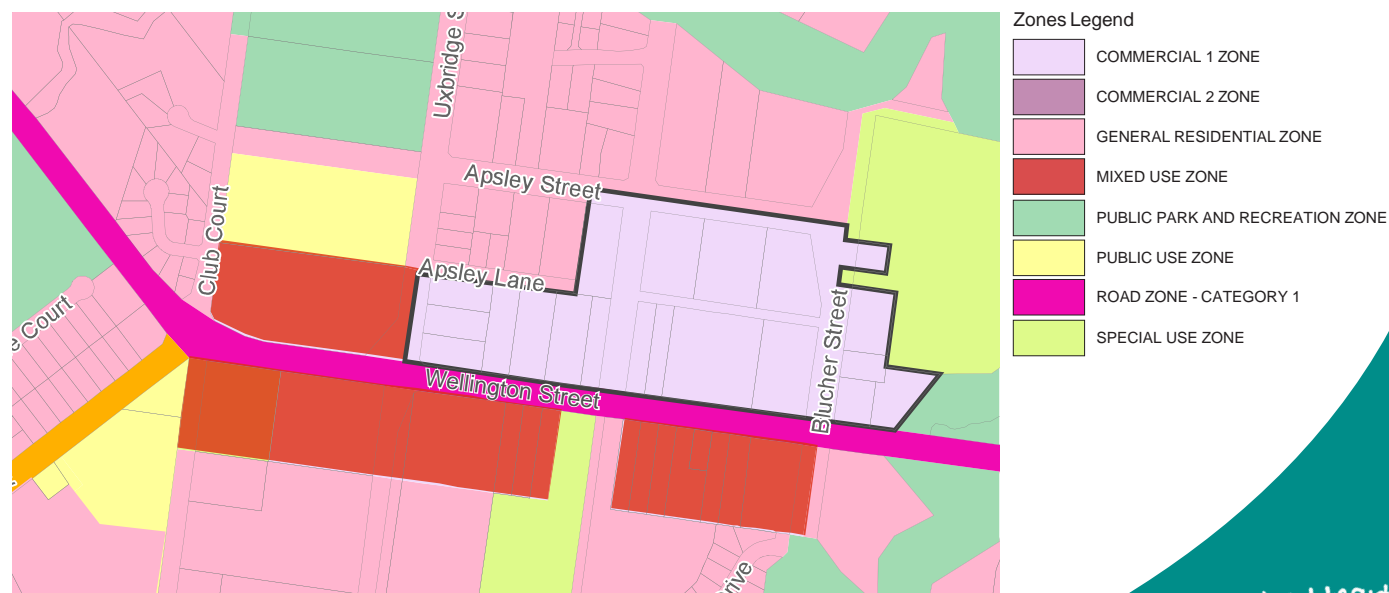 Zones Legend
COMMERCIAL 1 ZONE
COMMERCIAL 2 ZONE
GENERAL RESIDENTIAL ZONE
MIXED USE ZONE
PUBLIC PARK AND RECREATION ZONE
PUBLIC USE ZONE
ROAD ZONE - CATEGORY 1
SPECIAL USE ZONE
Uxbridge S
Apsley Street
Club Court
Apsley Lane
e Court
Blucher Street
Wellington Street
rive